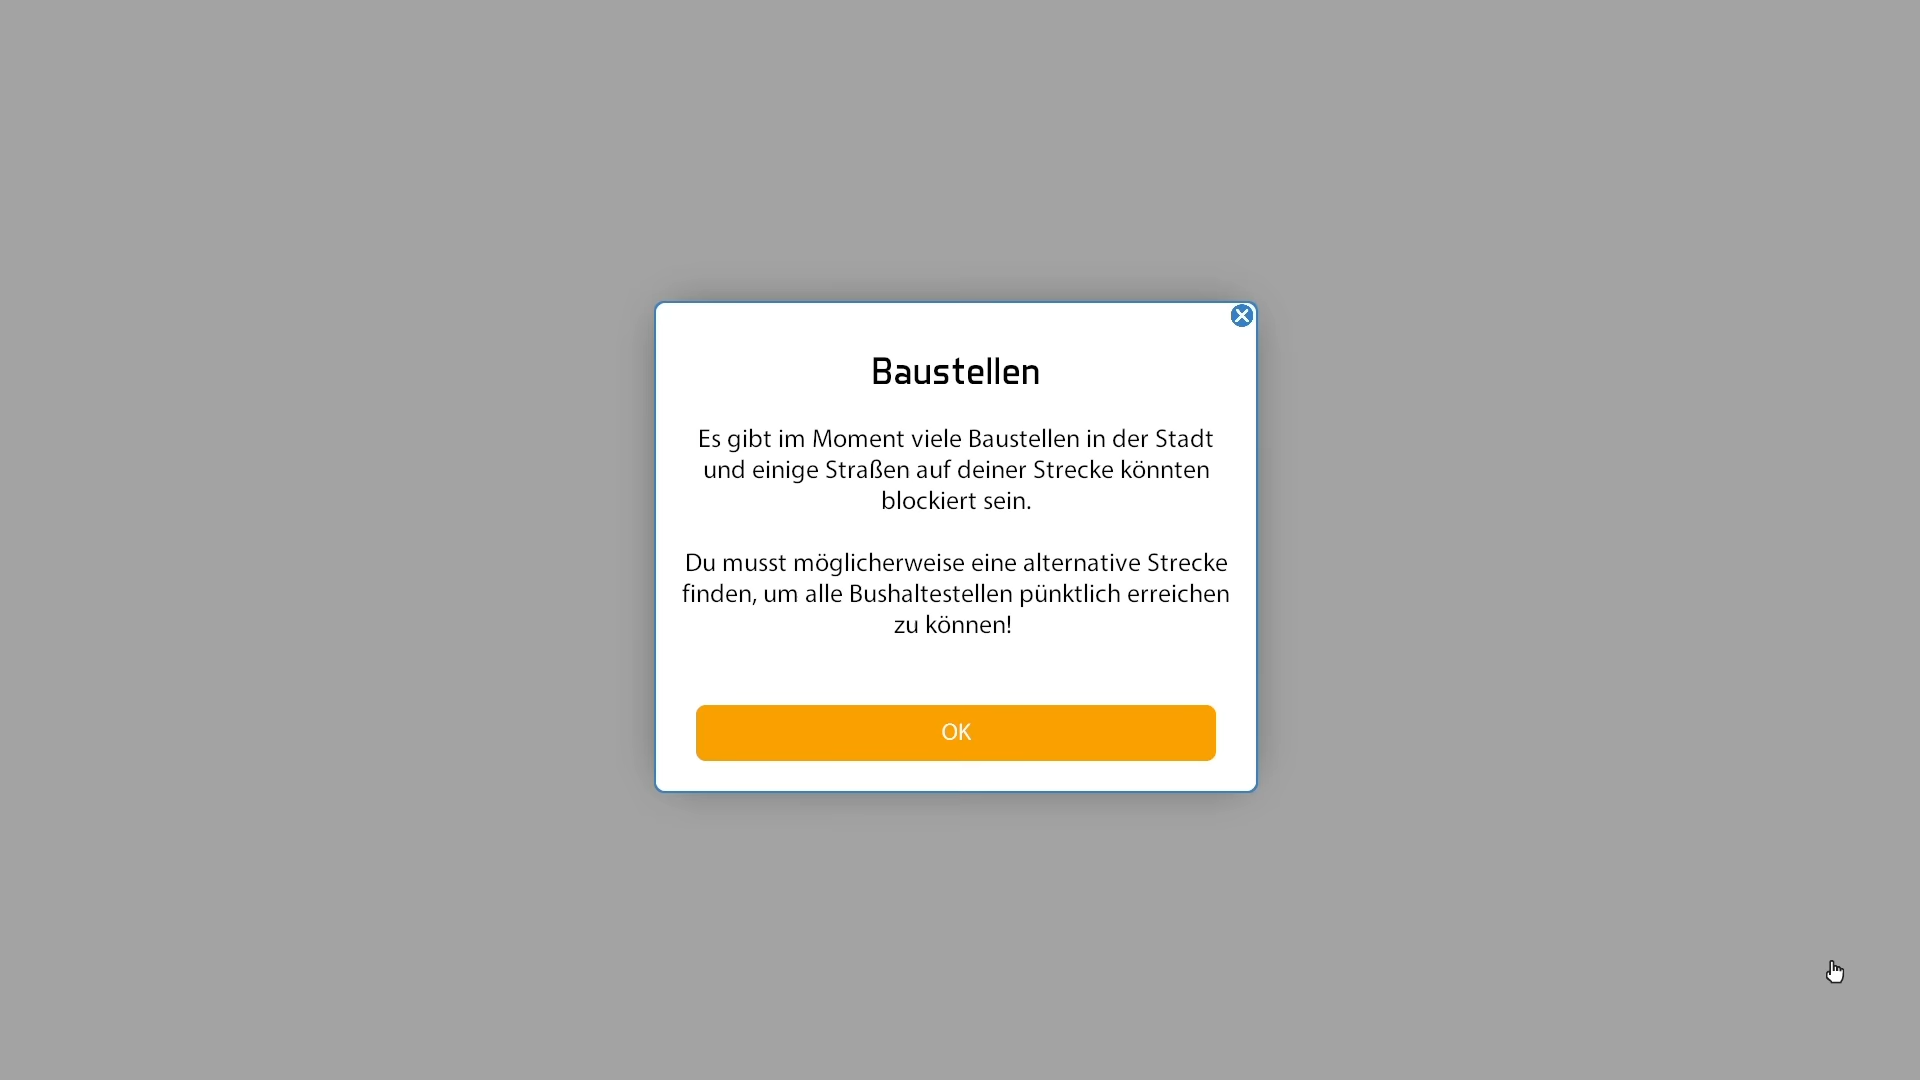 Baustellen
Es gibt im Moment viele Baustellen in der Stadt
und einige Straßen auf deiner Strecke könnten
blockiert sein.
Du musst möglicherweise eine alternative Strecke
finden, um alle Bushaltestellen pünktlich erreichen
zu können!
OK